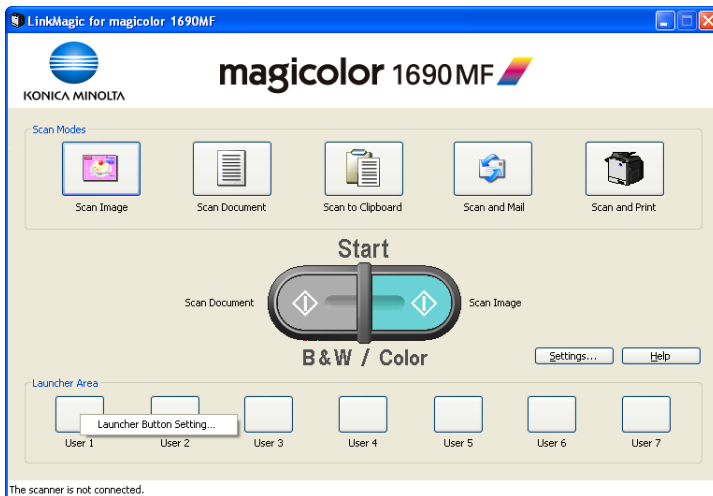 LinkMagic for magicolor 1690MF
KONICA MINOLTA
magicolor 1690MF
Scan Modes
Scan Image
Scan Document
Scan to Clipboard
Scan and Mail
Scan and Print
Start
Scan Document
Scan Image
B&W / Color
Settings...
Help
Launcher Area
Launcher Button Setting...
User 1
User 2
User 3
User 4
User 5
User 6
User 7
The scanner is not connected.